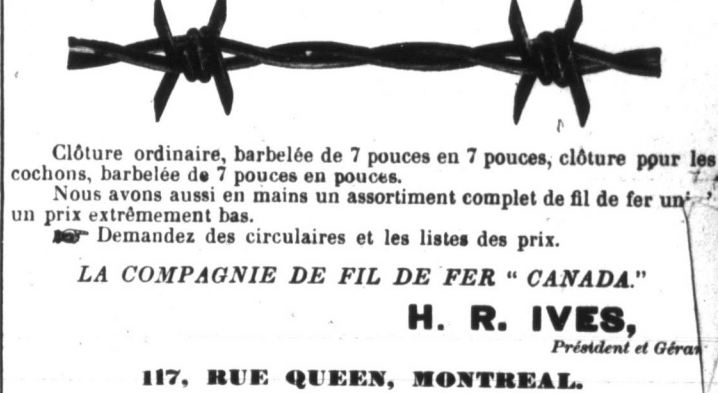 Clôture ordinaire, barbelée de 7 pouces en 7 pouces, clôture pour les
cochons, barbelée de 7 pouces en pouces.
Nous avons aussi en mains un assortiment complet de fil de fer uni
un prix extrêmement bas.
☞ Demandez des circulaires et les listes des prix.
LA COMPAGNIE DE FIL DE FER “ CANADA.”
H. R. IVES,
Président et Géran
117, RUE QUEEN, MONTREAL.